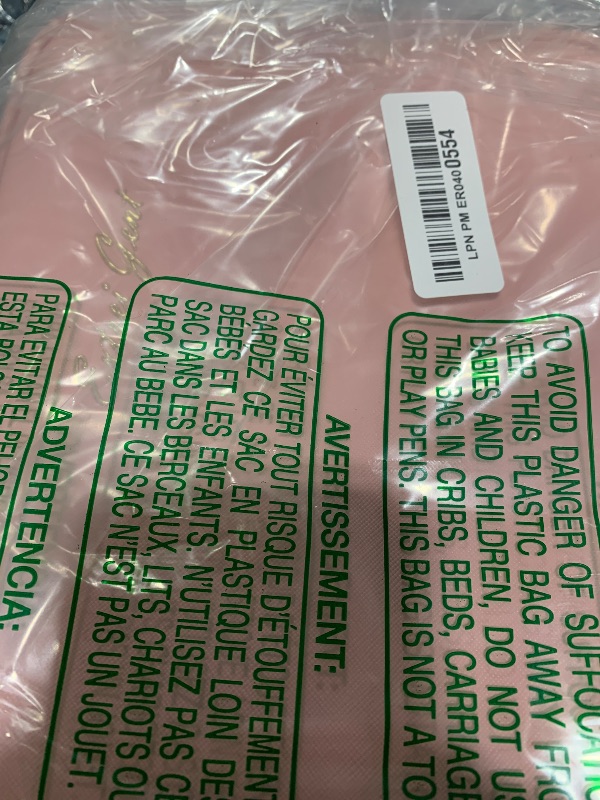 LPN PM ER0400554
TO AVOID DANGER OF SUFFOCATIO
KEEP THIS PLASTIC BAG AWAY FRO
BABIES AND CHILDREN, DO NOT US
THIS BAG IN CRIBS, BEDS, CARRIAGE
OR PLAY PENS. THIS BAG IS NOT A TO
AVERTISSEMENT:
POUR ÉVITER TOUT RISQUE D'ÉTOUFFEMENT
GARDEZ CE SAC EN PLASTIQUE LOIN DES
BÉBÉS ET LES ENFANTS. N'UTILISEZ PAS CE
SAC DANS LES BERCEAUX, LITS, CHARIOTS OU
PARC AU BEBE. CE SAC N'EST PAS UN JOUET.
ADVERTENCIA:
PARA EVITAR EL PELIGR
ESTA BOLS